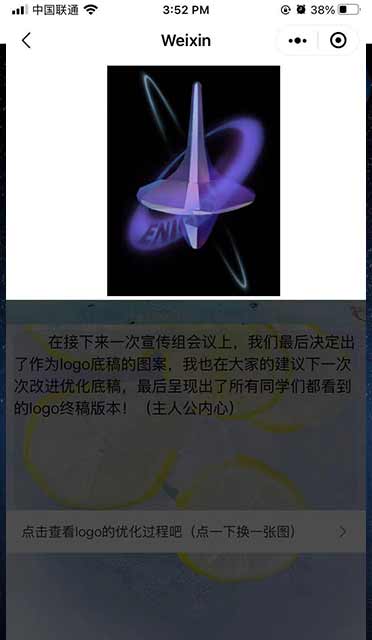 中国联通
3:52 PM
38%
Weixin
在接下来一次宣传组会议上，我们最后决定出
了作为logo底稿的图案，我也在大家的建议下一次
次改进优化底稿，最后呈现出了所有同学们都看到
的logo终稿版本！（主人公内心）
点击查看logo的优化过程吧（点一下换一张图）